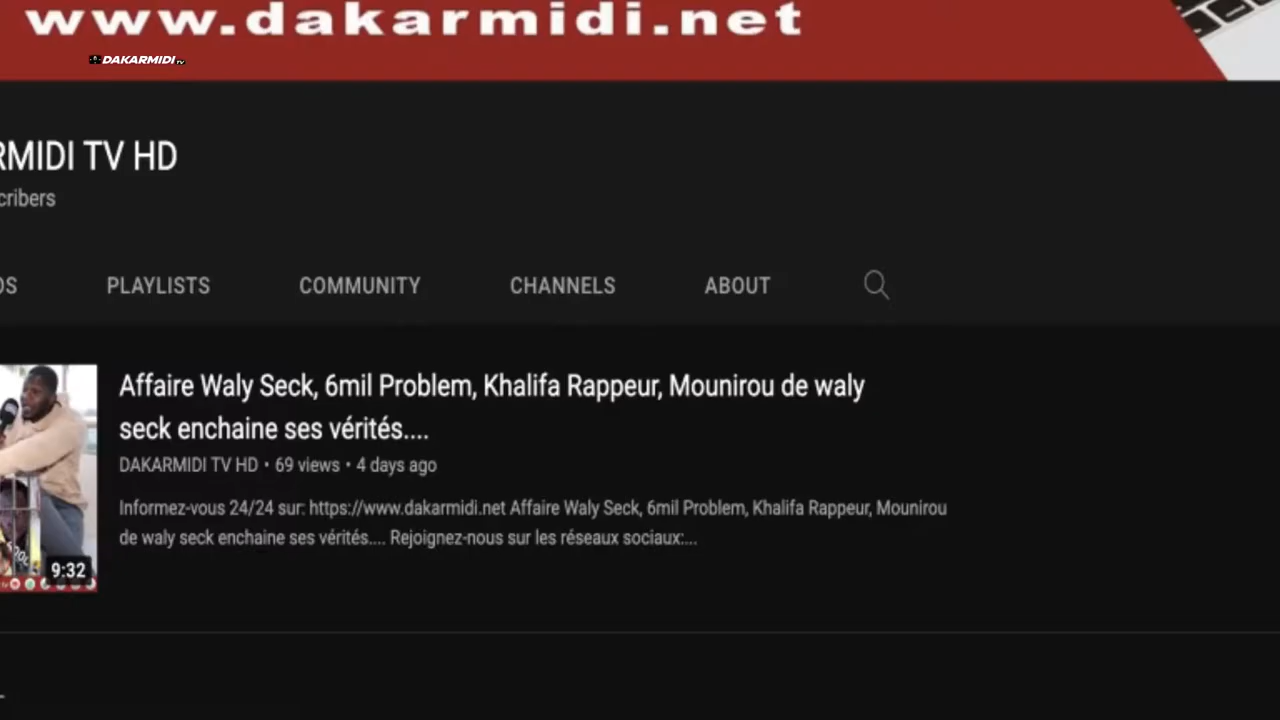 www.dakarmidi.net
DAKARMIDI TV
RMIDI TV HD
cribers
OS PLAYLISTS COMMUNITY CHANNELS ABOUT
Affaire Waly Seck, 6mil Problem, Khalifa Rappeur, Mounirou de waly
seck enchaine ses vérités....
DAKARMIDI TV HD • 69 views • 4 days ago
Informez-vous 24/24 sur: https://www.dakarmidi.net Affaire Waly Seck, 6mil Problem, Khalifa Rappeur, Mounirou
de waly seck enchaine ses vérités.... Rejoignez-nous sur les réseaux sociaux:...
9:32